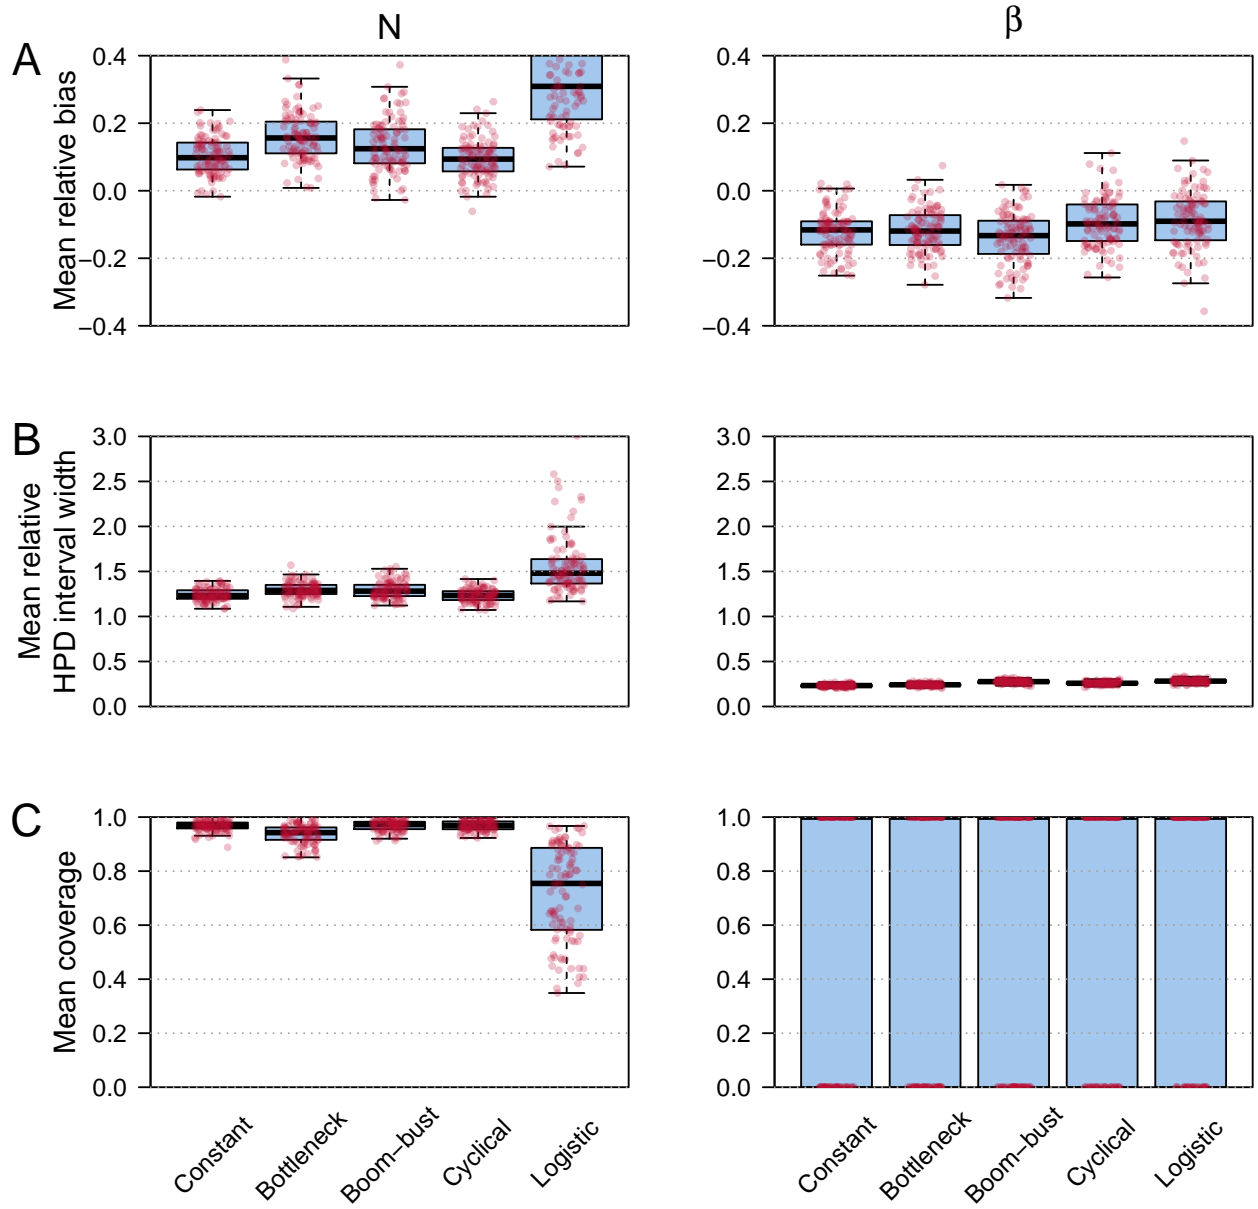 N
β
A
Mean relative bias
0.4
0.2
0.0
−0.2
−0.4
0.4
0.2
0.0
−0.2
−0.4
B
Mean relative
HPD interval width
3.0
2.5
2.0
1.5
1.0
0.5
0.0
3.0
2.5
2.0
1.5
1.0
0.5
0.0
C
Mean coverage
1.0
0.8
0.6
0.4
0.2
0.0
1.0
0.8
0.6
0.4
0.2
0.0
Constant
Bottleneck
Boom−bust
Cyclical
Logistic
Constant
Bottleneck
Boom−bust
Cyclical
Logistic